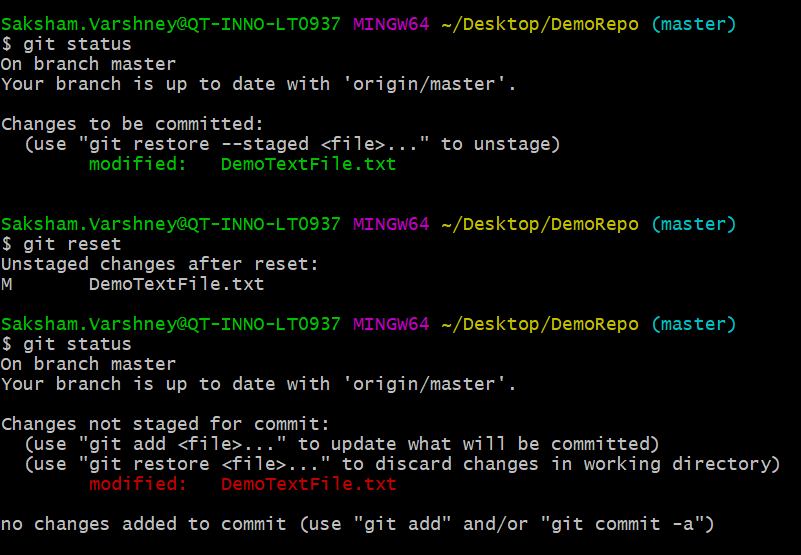 Saksham.Varshney@QT-INNO-LT0937 MINGW64 ~/Desktop/DemoRepo (master)
$ git status
On branch master
Your branch is up to date with 'origin/master'.
Changes to be committed:
  (use "git restore --staged <file>..." to unstage)
        modified:   DemoTextFile.txt
Saksham.Varshney@QT-INNO-LT0937 MINGW64 ~/Desktop/DemoRepo (master)
$ git reset
Unstaged changes after reset:
M       DemoTextFile.txt
Saksham.Varshney@QT-INNO-LT0937 MINGW64 ~/Desktop/DemoRepo (master)
$ git status
On branch master
Your branch is up to date with 'origin/master'.
Changes not staged for commit:
  (use "git add <file>..." to update what will be committed)
  (use "git restore <file>..." to discard changes in working directory)
        modified:   DemoTextFile.txt
no changes added to commit (use "git add" and/or "git commit -a")